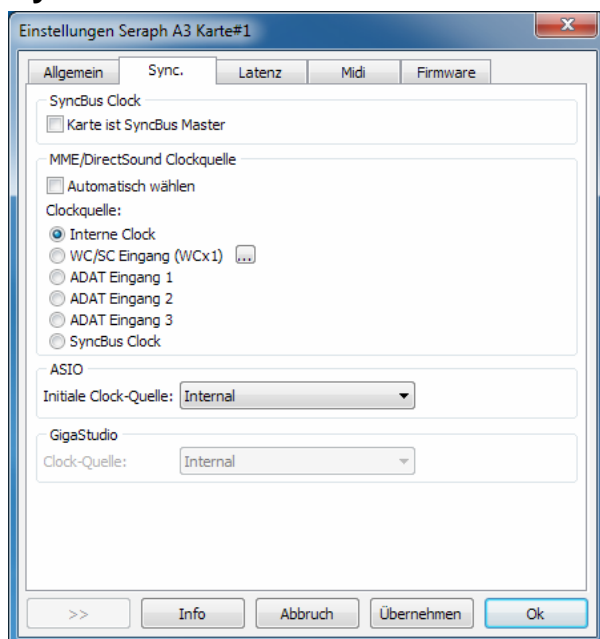 Einstellungen Seraph A3 Karte#1
Allgemein Sync. Latenz Midi Firmware
SyncBus Clock
Karte ist SyncBus Master
MME/DirectSound Clockquelle
Automatisch wählen
Clockquelle:
Interne Clock
WC/SC Eingang (WCx1) ...
ADAT Eingang 1
ADAT Eingang 2
ADAT Eingang 3
SyncBus Clock
ASIO
Initiale Clock-Quelle: Internal
GigaStudio
Clock-Quelle: Internal
>> Info Abbruch Übernehmen Ok